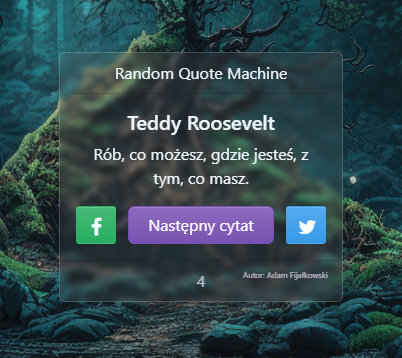 Random Quote Machine
Teddy Roosevelt
Rób, co możesz, gdzie jesteś, z
tym, co masz.
Następny cytat
4
Autor: Adam Fijałkowski